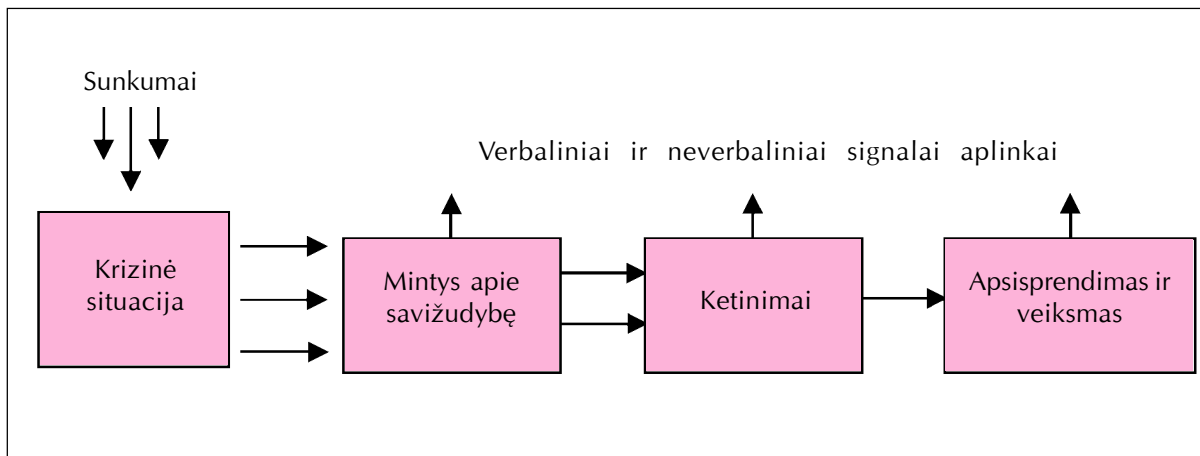 Sunkumai
Verbaliniai ir neverbaliniai signalai aplinkai
Krizinė
situacija
Mintys apie
savižudybę
Ketinimai
Apsisprendimas ir
veiksmas